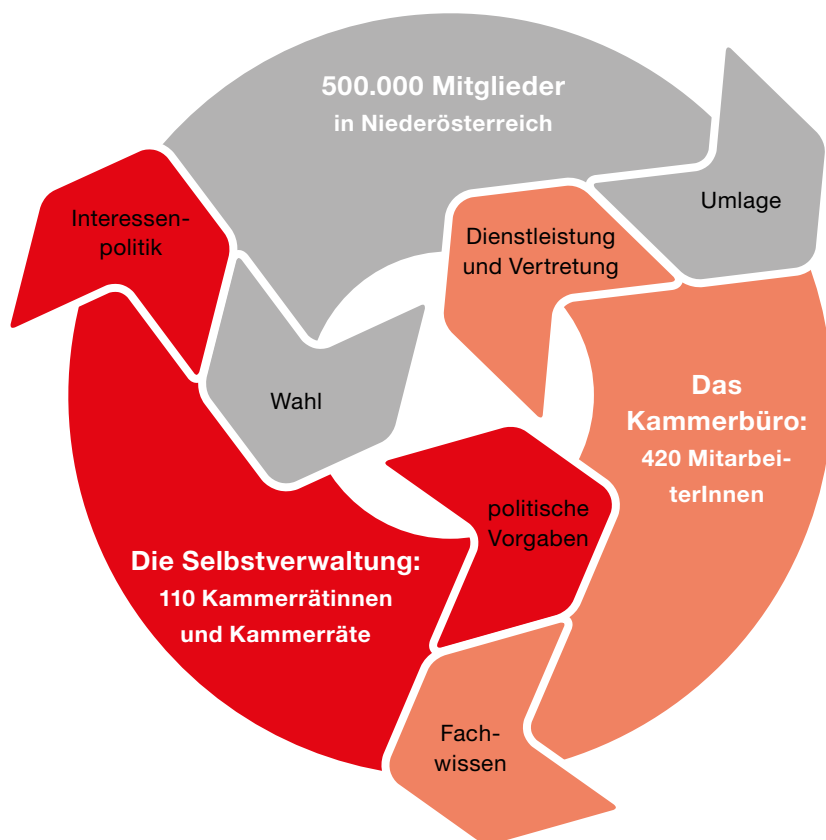 500.000 Mitglieder
in Niederösterreich
Umlage
Interessen-
politik
Dienstleistung
und Vertretung
Wahl
Das
Kammerbüro:
420 Mitarbei-
terInnen
politische
Vorgaben
Die Selbstverwaltung:
110 Kammerrätinnen
und Kammerräte
Fach-
wissen